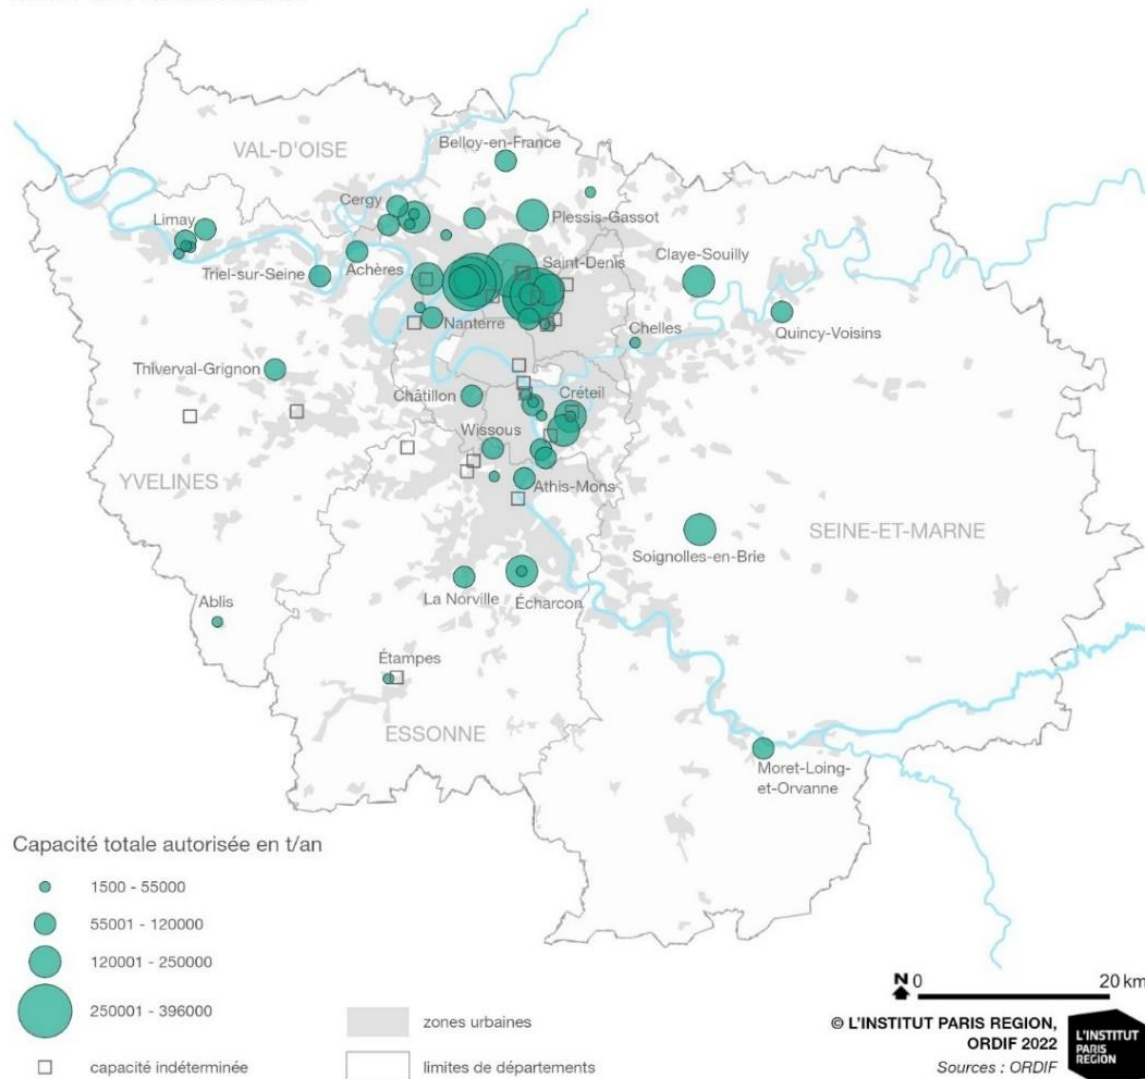 VAL-D'OISE
Belloy-en-France
Cergy
Limay
Plessis-Gassot
Triel-sur-Seine
Achères
Saint-Denis
Claye-Souilly
Nanterre
Chelles
Quincy-Voisins
Thiverval-Grignon
Châtillon
Créteil
Wissous
YVELINES
Athis-Mons
SEINE-ET-MARNE
Soignolles-en-Brie
La Norville
Écharcon
Ablis
Étampes
ESSONNE
Moret-Loing-
et-Orvanne
Capacité totale autorisée en t/an
1500 - 55000
55001 - 120000
120001 - 250000
250001 - 396000
capacité indéterminée
zones urbaines
limites de départements
N 0 20 km
© L'INSTITUT PARIS REGION,
ORDIF 2022
Sources : ORDIF
L'INSTITUT
PARIS
REGION